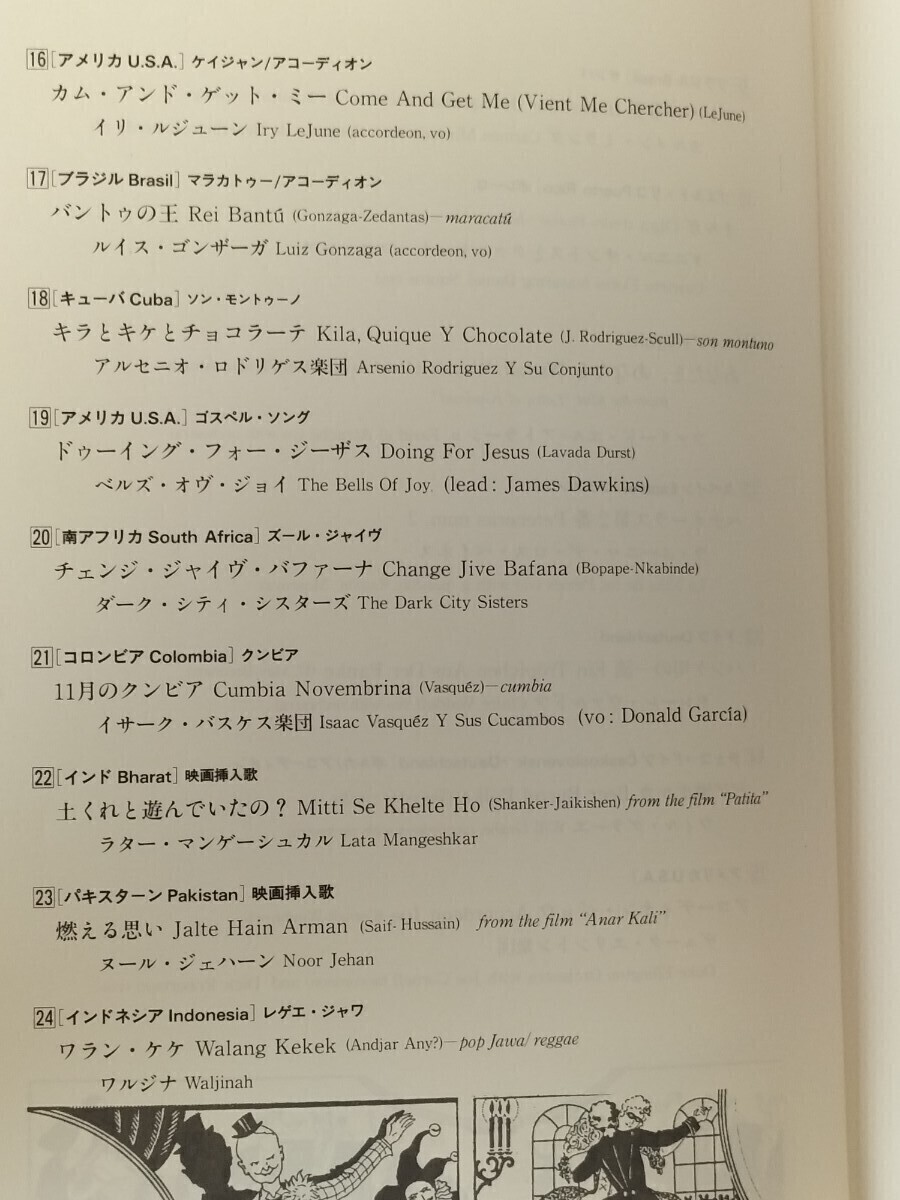 16[アメリカ U.S.A.] ケイジャン/アコーディオン
カム・アンド・ゲット・ミー Come And Get Me (Vient Me Chercher) (LeJune)
イリ・ルジューン Iry LeJune (accordeon, vo)
17[ブラジル Brasil] マラカトゥー/アコーディオン
バントゥの王 Rei Bantú (Gonzaga-Zedantas)—maracatú
ルイス・ゴンザーガ Luiz Gonzaga (accordeon, vo)
18[キューバ Cuba] ソン・モントゥーノ
キラとキケとチョコラーテ Kila, Quique Y Chocolate (J. Rodriguez-Scull)—son montuno
アルセニオ・ロドリゲス楽団 Arsenio Rodriguez Y Su Conjunto
19[アメリカ U.S.A.] ゴスペル・ソング
ドゥーイング・フォー・ジーザス Doing For Jesus (Lavada Durst)
ベルズ・オヴ・ジョイ The Bells Of Joy. (lead: James Dawkins)
20[南アフリカ South Africa] ズールー・ジャイヴ
チェンジ・ジャイヴ・バファーナ Change Jive Bafana (Bopape-Nkabinde)
ダーク・シティ・シスターズ The Dark City Sisters
21[コロンビア Colombia] クンビア
11月のクンビア Cumbia Novembrina (Vasquéz)—cumbia
イサーク・バスケス楽団 Isaac Vasquéz Y Sus Cucambos (vo: Donald García)
22[インド Bharat] 映画挿入歌
土くれと遊んでいたの? Mitti Se Khelte Ho (Shanker-Jaikishen) from the film "Patita"
ラター・マンゲーシュカル Lata Mangeshkar
23[パキスターン Pakistan] 映画挿入歌
燃える思い Jalte Hain Arman (Saif-Hussain) from the film "Anar Kali"
ヌール・ジェハーン Noor Jehan
24[インドネシア Indonesia] レゲエ・ジャワ
ワラン・ケケ Walang Kekek (Andjar Any?)—pop Jawa/reggae
ワルジナ Waljinah